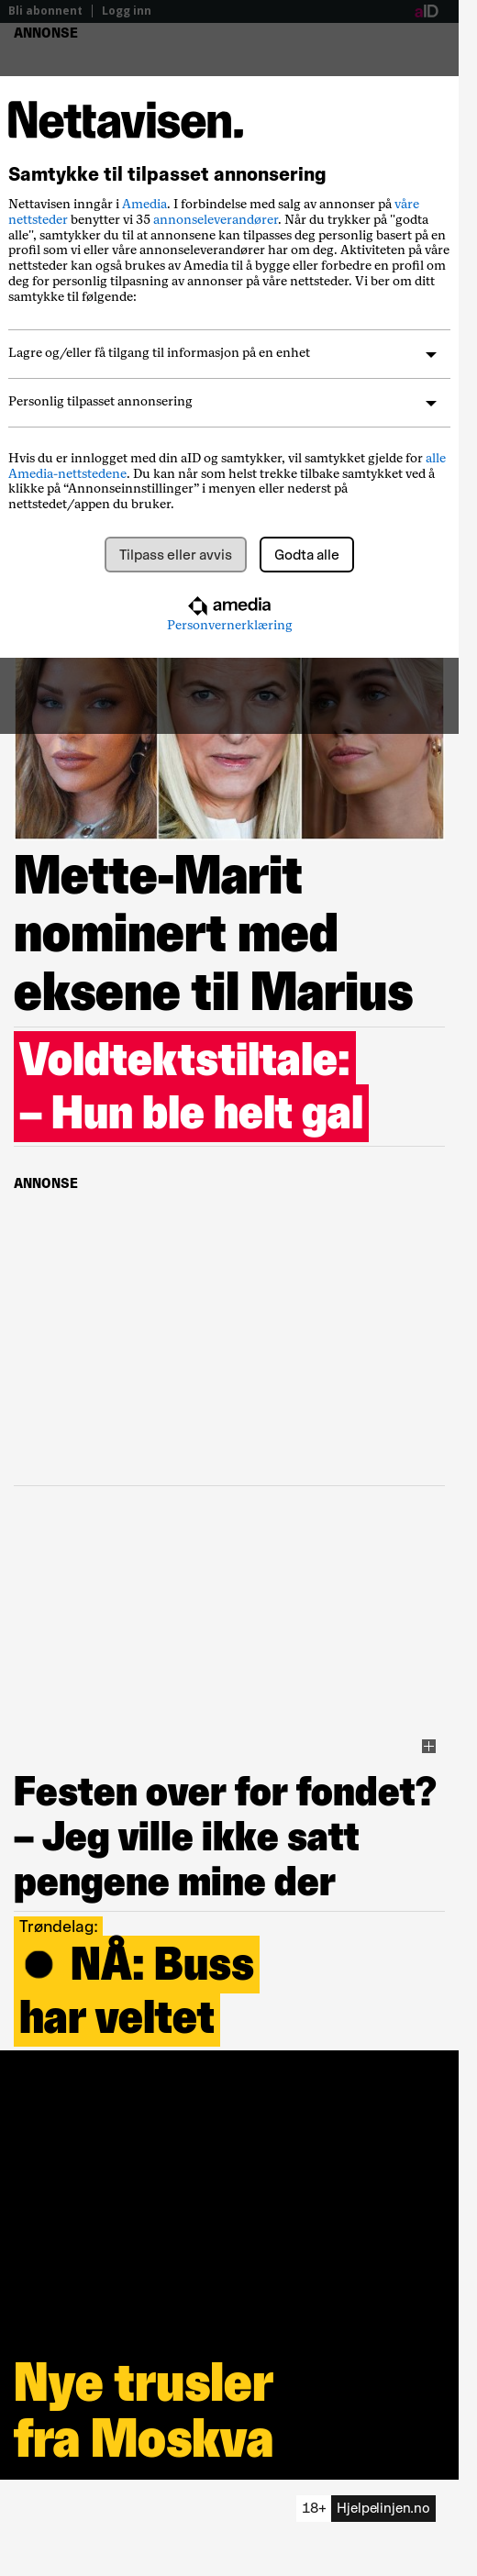 Bli abonnent | Logg inn aID
ANNONSE
Nettavisen.
Samtykke til tilpasset annonsering
Nettavisen inngår i Amedia. I forbindelse med salg av annonser på våre
nettsteder benytter vi 35 annonseleverandører. Når du trykker på "godta
alle", samtykker du til at annonsene kan tilpasses deg personlig basert på en
profil som vi eller våre annonseleverandører har om deg. Aktiviteten på våre
nettsteder kan også brukes av Amedia til å bygge eller forbedre en profil om
deg for personlig tilpasning av annonser på våre nettsteder. Vi ber om ditt
samtykke til følgende:
Lagre og/eller få tilgang til informasjon på en enhet
Personlig tilpasset annonsering
Hvis du er innlogget med din aID og samtykker, vil samtykket gjelde for alle
Amedia-nettstedene. Du kan når som helst trekke tilbake samtykket ved å
klikke på “Annonseinnstillinger” i menyen eller nederst på
nettstedet/appen du bruker.
Tilpass eller avvis Godta alle
amedia
Personvernerklæring
Mette-Marit
nominert med
eksene til Marius
Voldtektstiltale:
– Hun ble helt gal
ANNONSE
Festen over for fondet?
– Jeg ville ikke satt
pengene mine der
Trøndelag:
● NÅ: Buss
har veltet
Nye trusler
fra Moskva
18+ Hjelpelinjen.no